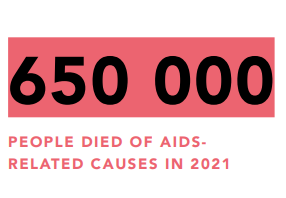 650 000
PEOPLE DIED OF AIDS-
RELATED CAUSES IN 2021